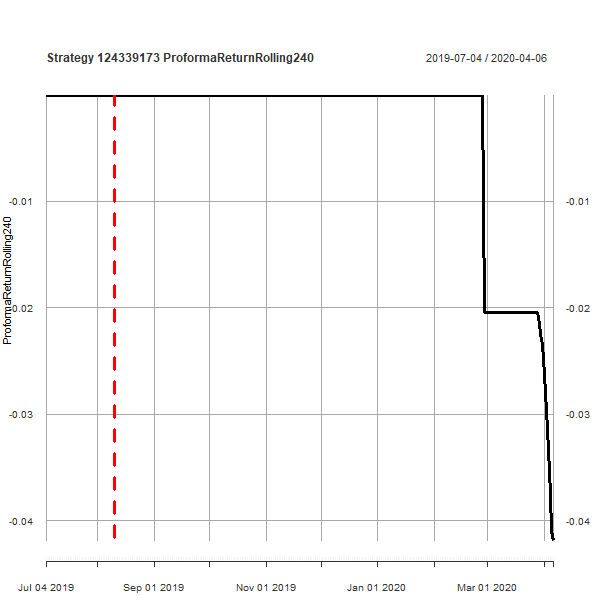 Strategy 124339173 ProformaReturnRolling240
2019-07-04 / 2020-04-06
-0.01
-0.02
-0.03
-0.04
ProformaReturnRolling240
-0.01
-0.02
-0.03
-0.04
Jul 04 2019 Sep 01 2019 Nov 01 2019 Jan 01 2020 Mar 01 2020